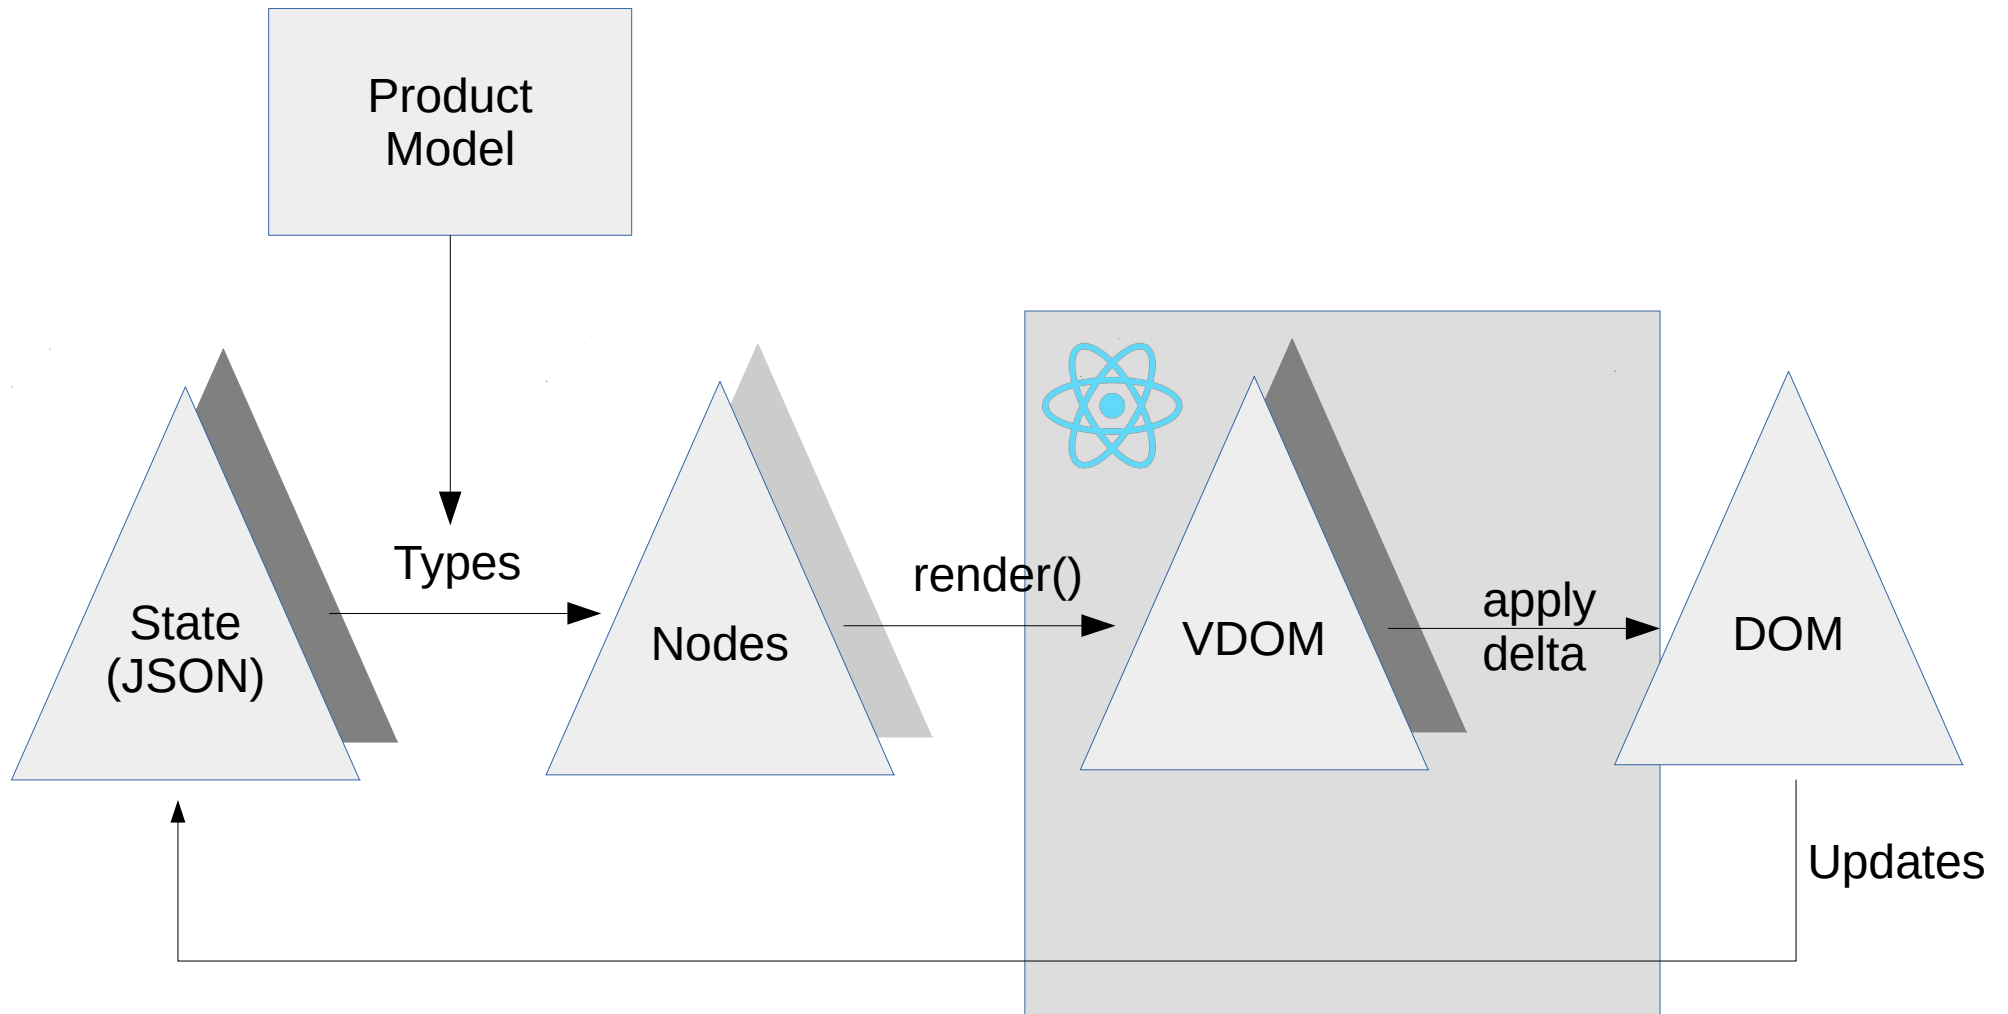 Product
Model
Types
State
(JSON)
Nodes
render()
VDOM
apply
delta
DOM
Updates